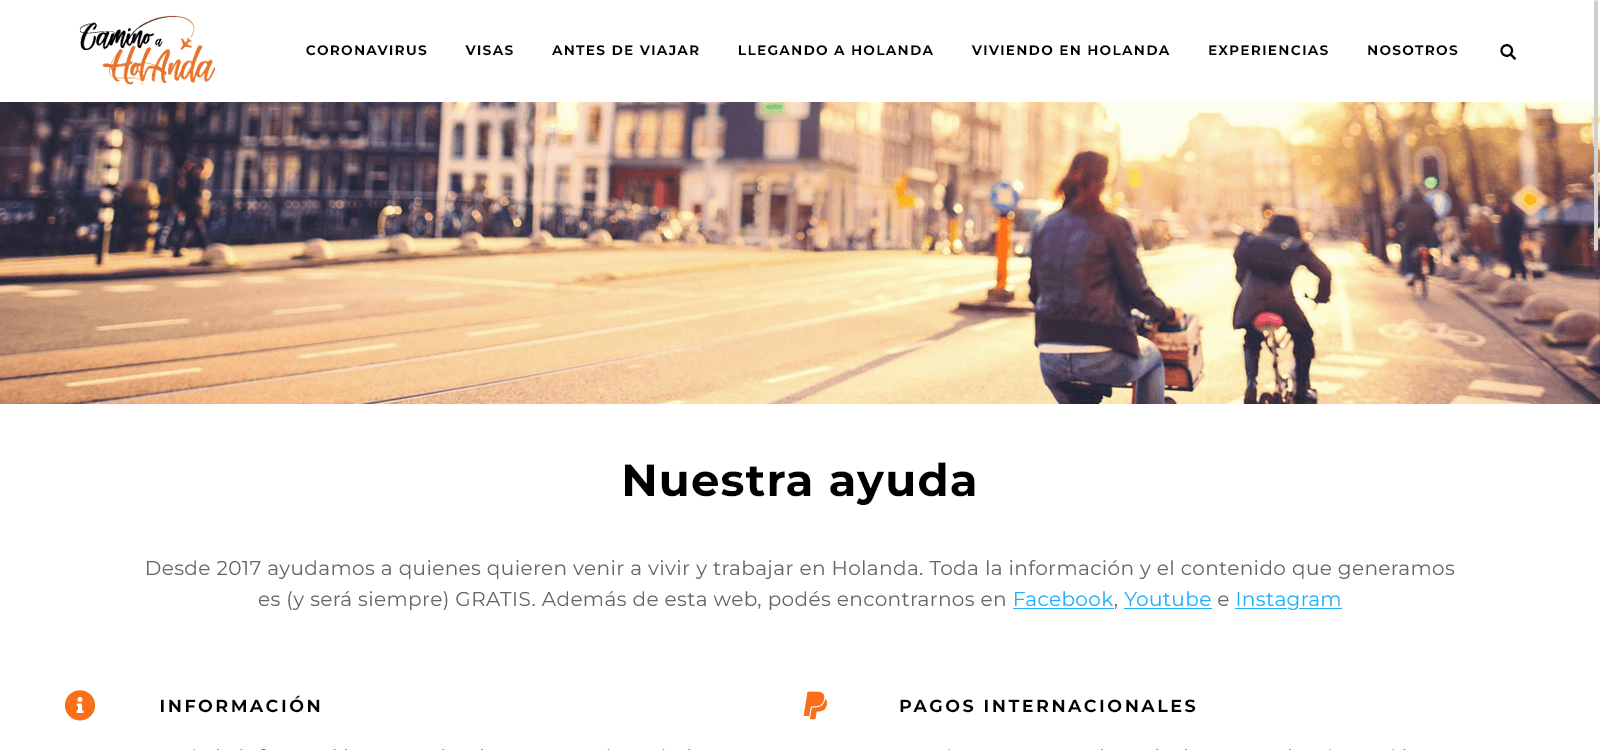 Camino a
HolAnda
CORONAVIRUS VISAS ANTES DE VIAJAR LLEGANDO A HOLANDA VIVIENDO EN HOLANDA EXPERIENCIAS NOSOTROS
Nuestra ayuda
Desde 2017 ayudamos a quienes quieren venir a vivir y trabajar en Holanda. Toda la información y el contenido que generamos
es (y será siempre) GRATIS. Además de esta web, podés encontrarnos en Facebook, Youtube e Instagram
INFORMACIÓN
PAGOS INTERNACIONALES